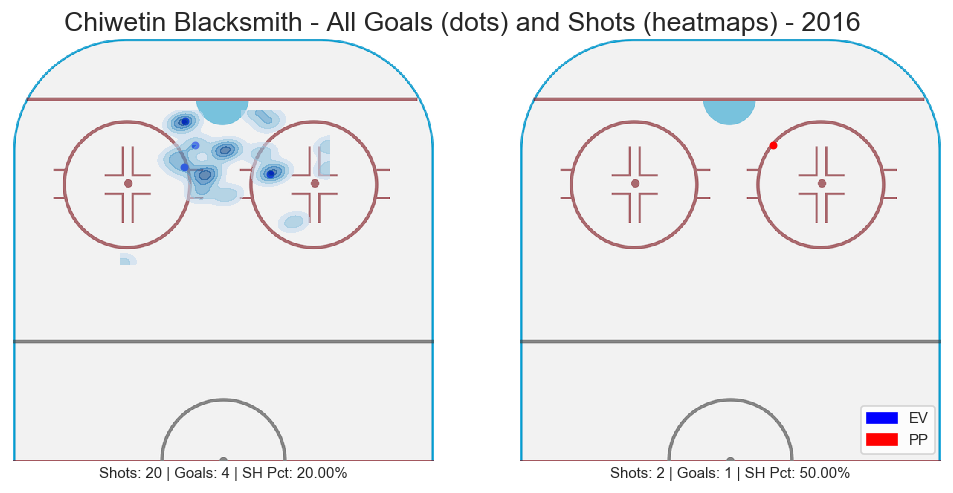 Chiwetin Blacksmith - All Goals (dots) and Shots (heatmaps) - 2016
EV
PP
Shots: 20 | Goals: 4 | SH Pct: 20.00%
Shots: 2 | Goals: 1 | SH Pct: 50.00%